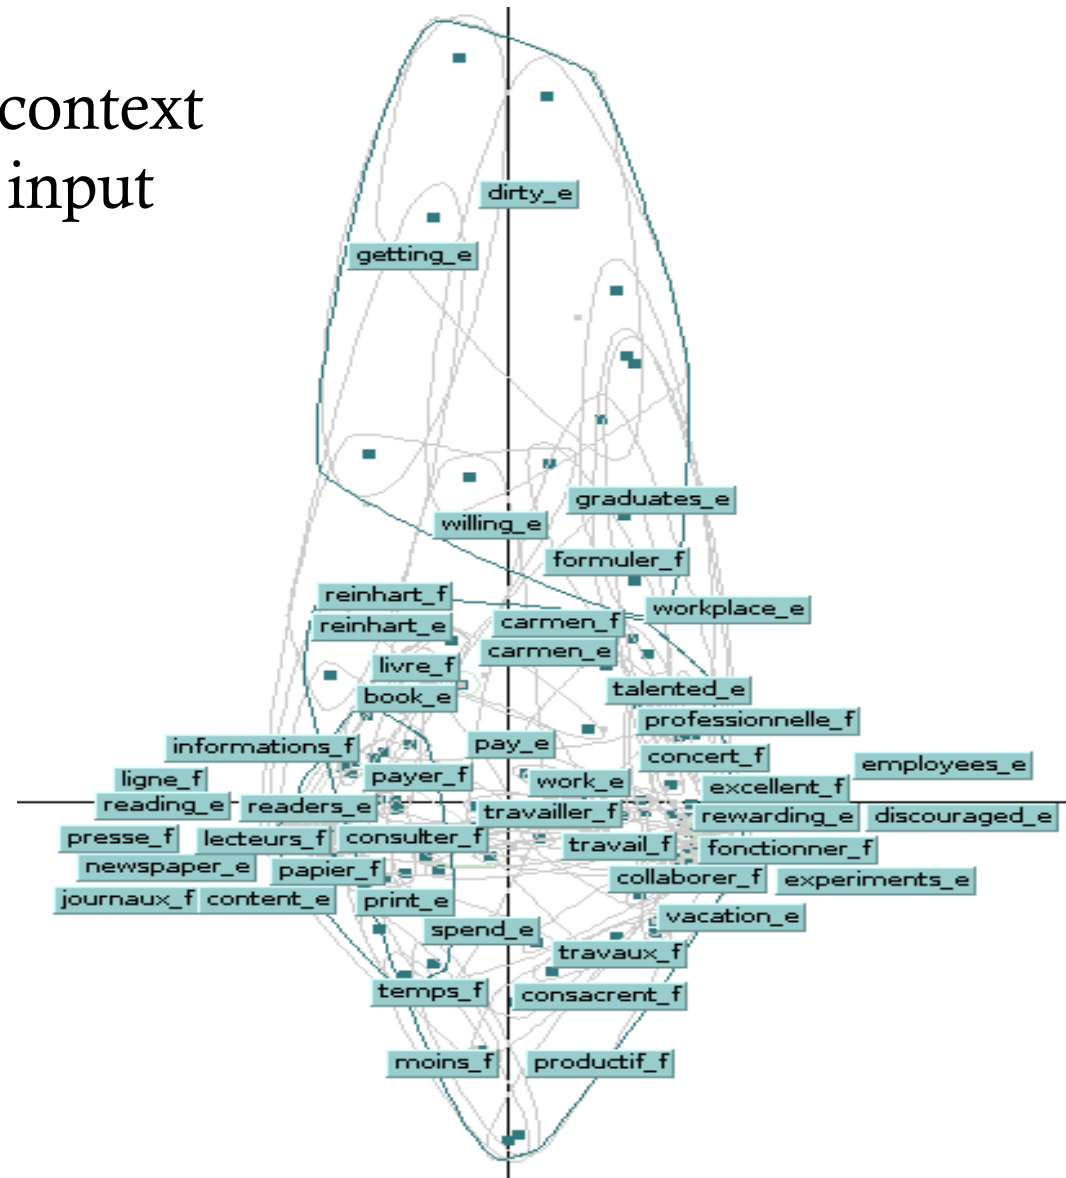 context
input
dirty_e
getting_e
graduates_e
willing_e
formuler_f
reinhart_f
workplace_e
reinhart_e
carmen_f
carmen_e
livre_f
book_e
talented_e
professionnelle_f
informations_f
pay_e
concert_f
employees_e
ligne_f
payer_f
work_e
excellent_f
reading_e
readers_e
travailler_f
rewarding_e
discouraged_e
presse_f
lecteurs_f
consulter_f
travail_f
fonctionner_f
newspaper_e
papier_f
collaborer_f
experiments_e
journaux_f
content_e
print_e
vacation_e
spend_e
travaux_f
temps_f
consacrent_f
moins_f
productif_f